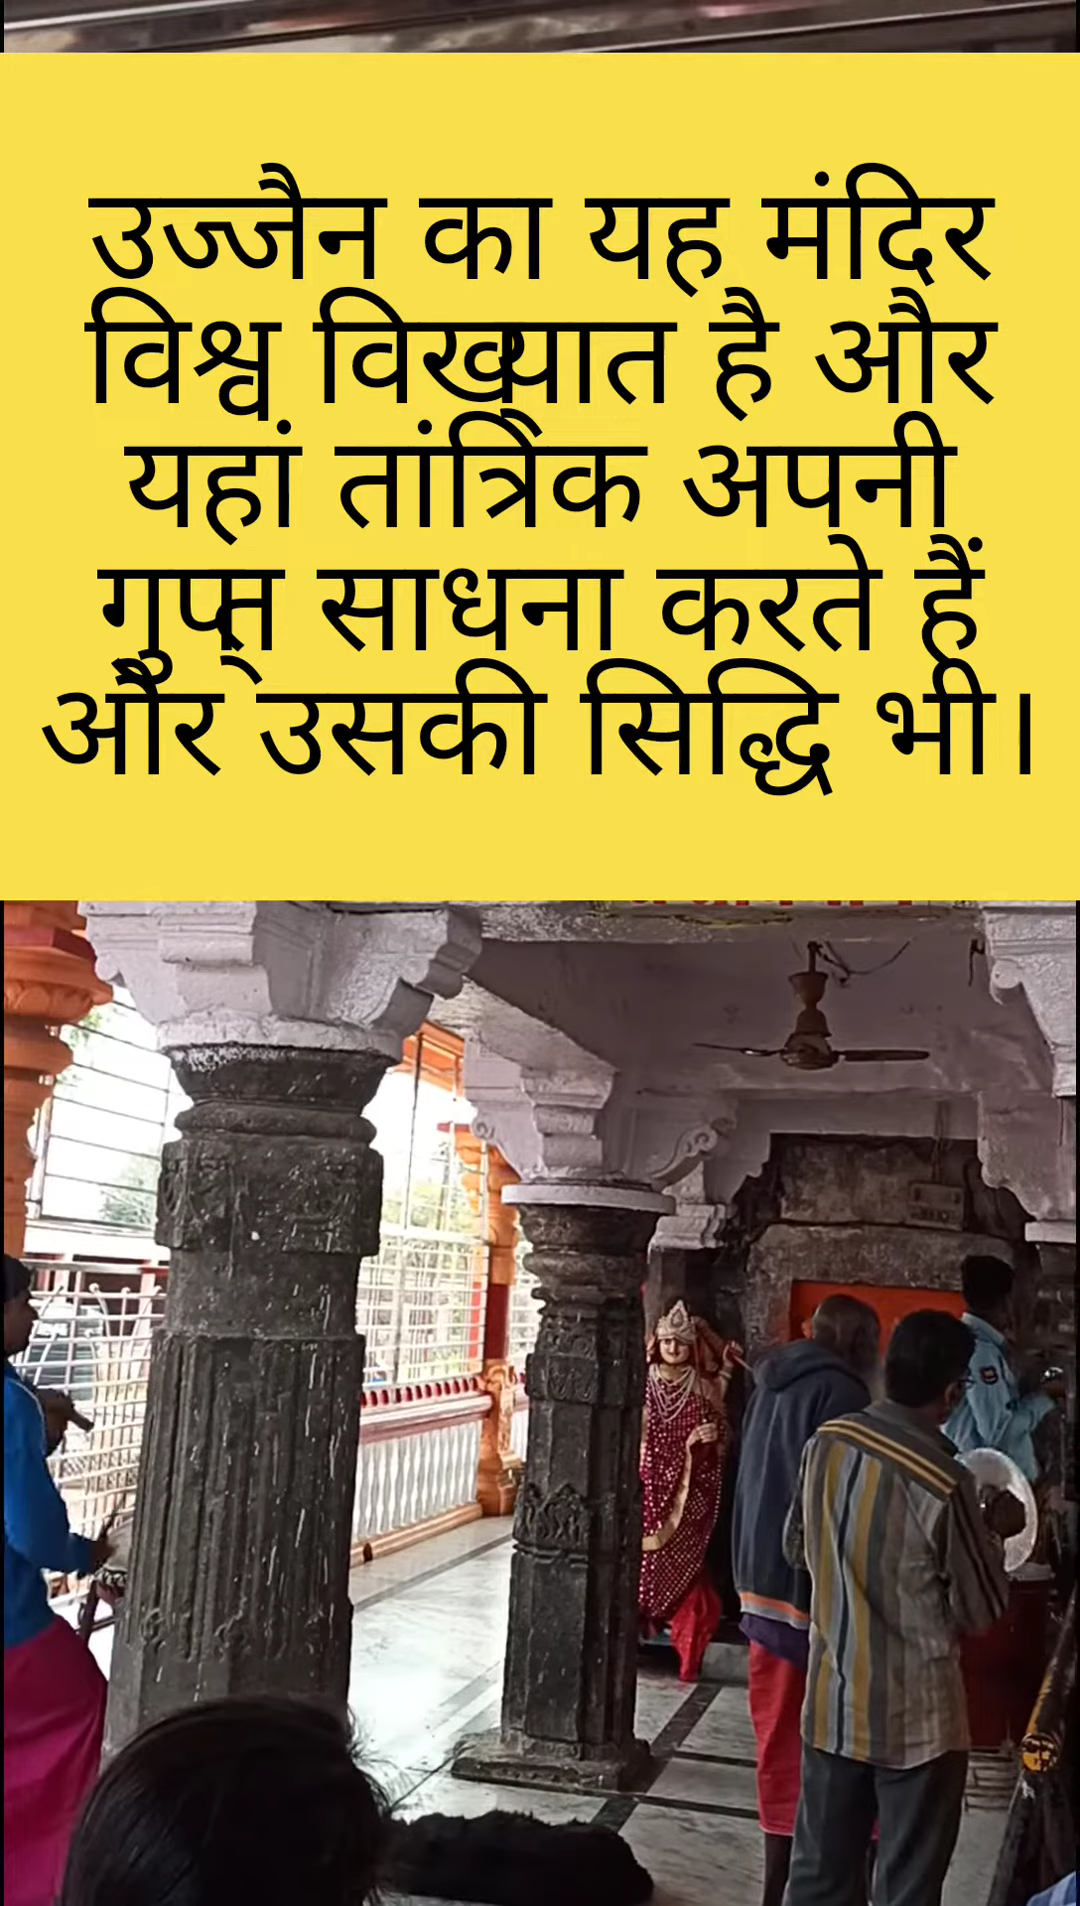 उज्जैन का यह मंदिर
विश्व विख्यात है और
यहां तांत्रिक अपनी
गुप्त साधना करते हैं
और उसकी सिद्धि भी।